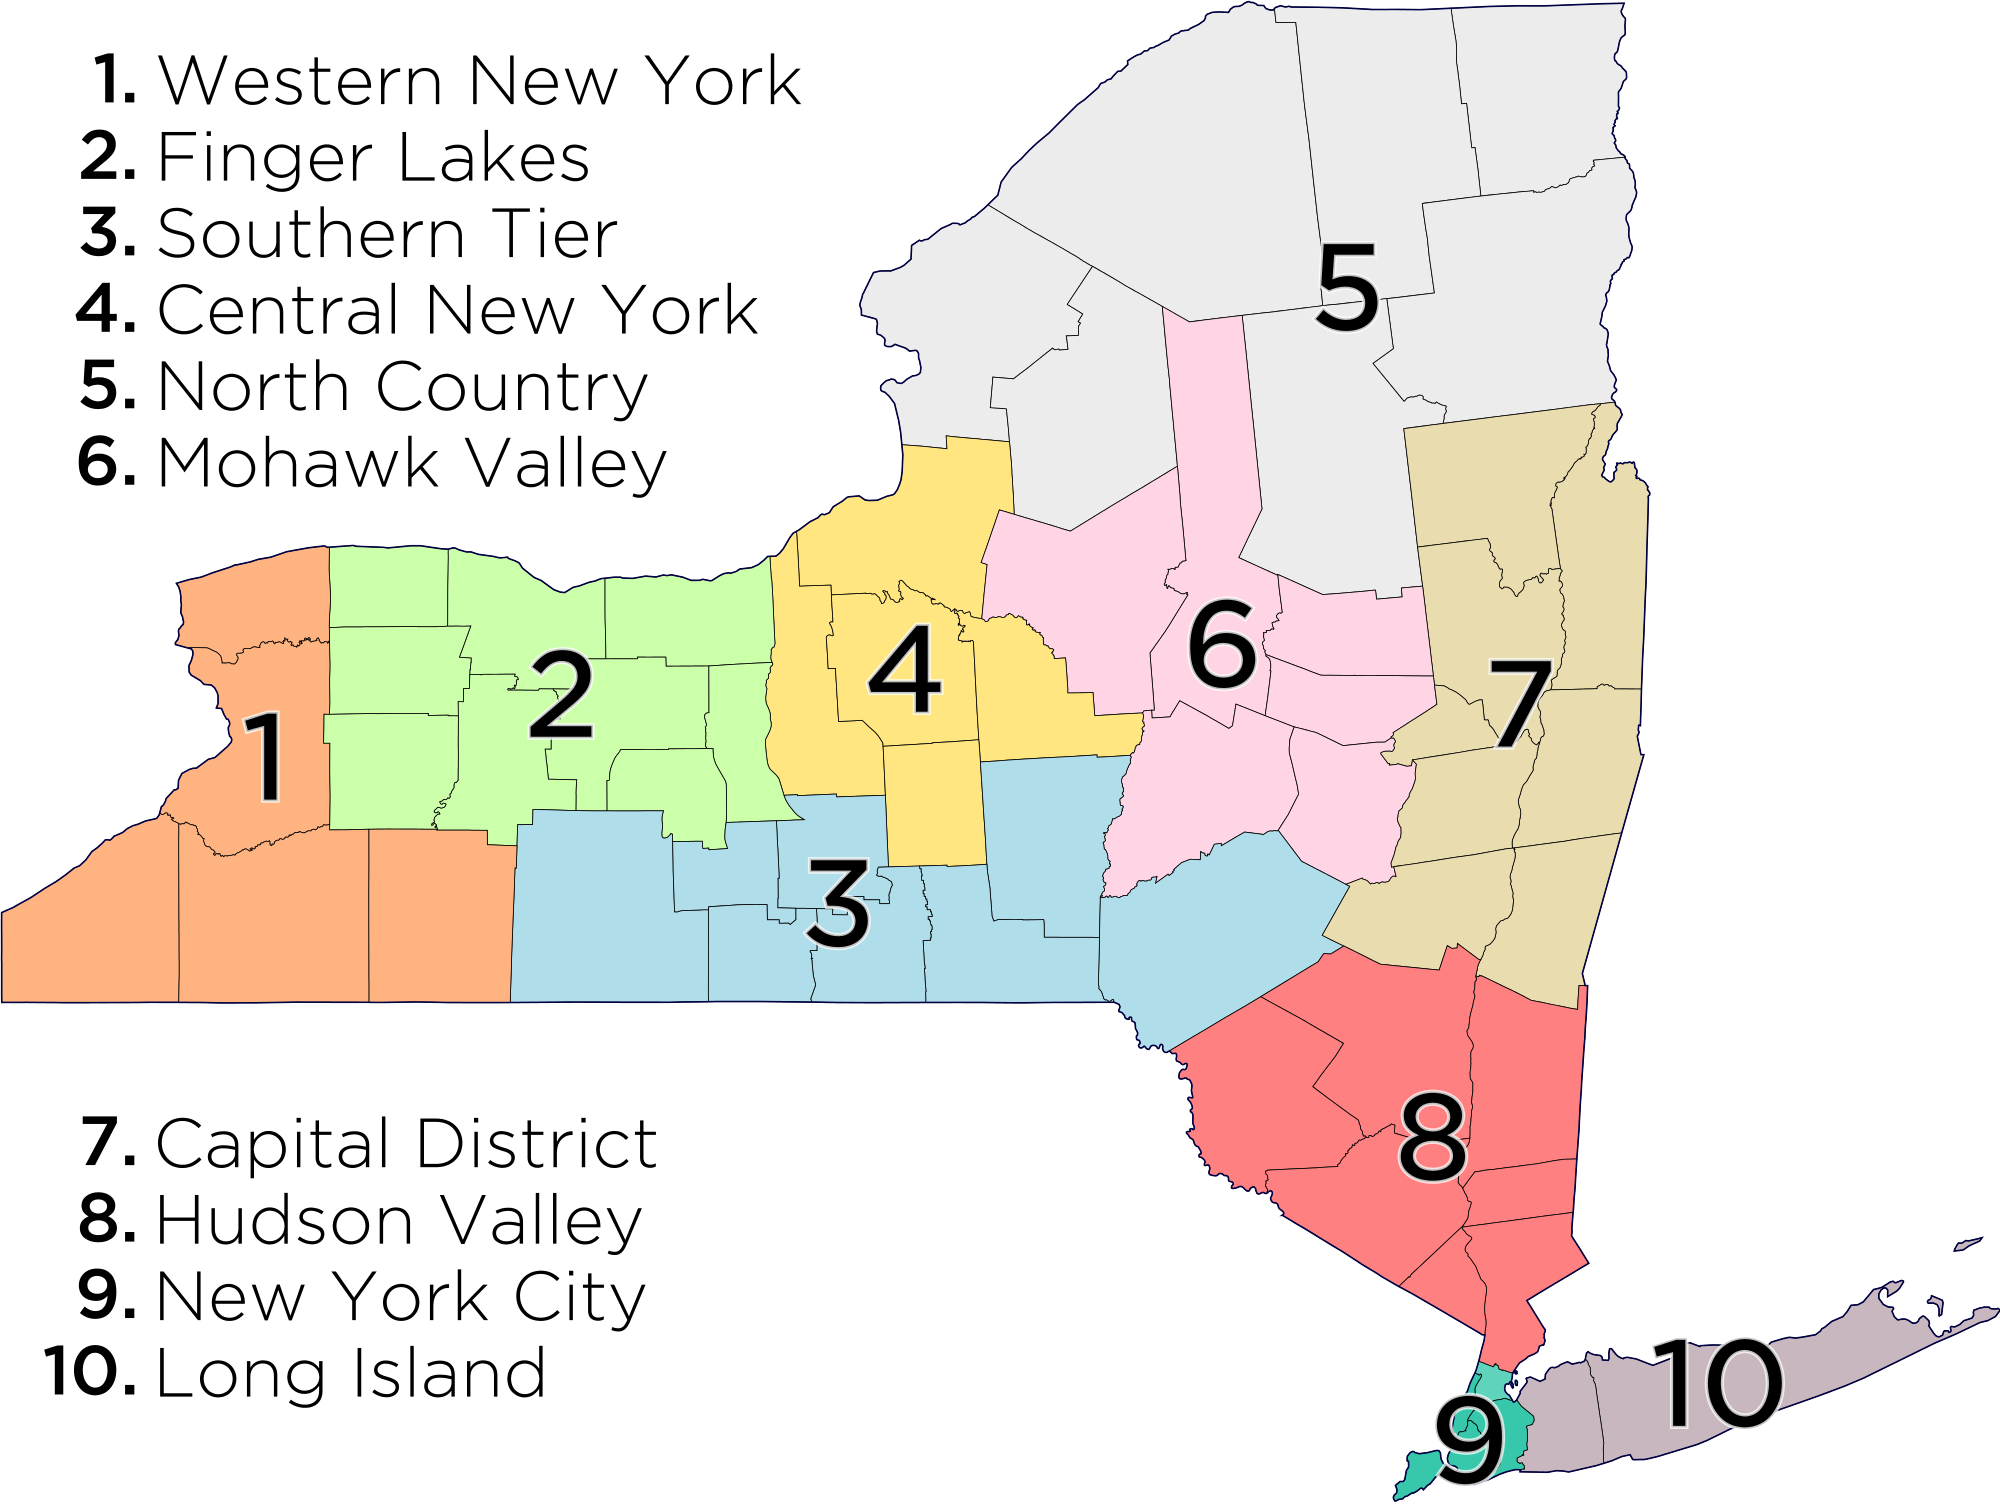 1. Western New York
2. Finger Lakes
3. Southern Tier
4. Central New York
5. North Country
6. Mohawk Valley
5
4
6
2
7
1
3
7. Capital District
8. Hudson Valley
9. New York City
10. Long Island
8
10
9